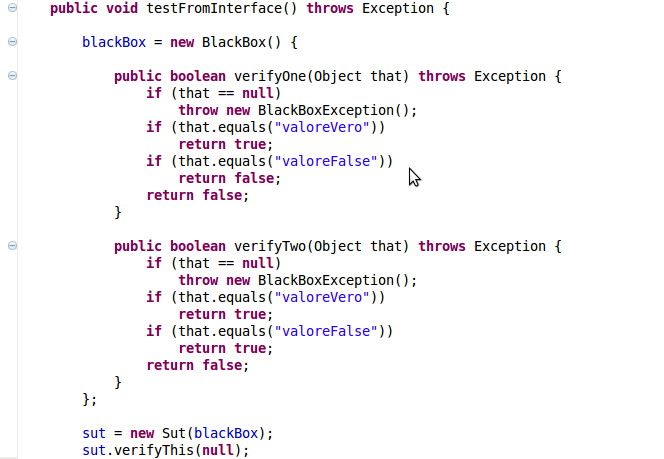 public void testFromInterface() throws Exception {
blackBox = new BlackBox() {
public boolean verifyOne(Object that) throws Exception {
if (that == null)
throw new BlackBoxException();
if (that.equals("valoreVero"))
return true;
if (that.equals("valoreFalse"))
return false;
return false;
}
public boolean verifyTwo(Object that) throws Exception {
if (that == null)
throw new BlackBoxException();
if (that.equals("valoreVero"))
return true;
if (that.equals("valoreFalse"))
return true;
return false;
}
};
sut = new Sut(blackBox);
sut.verifyThis(null);